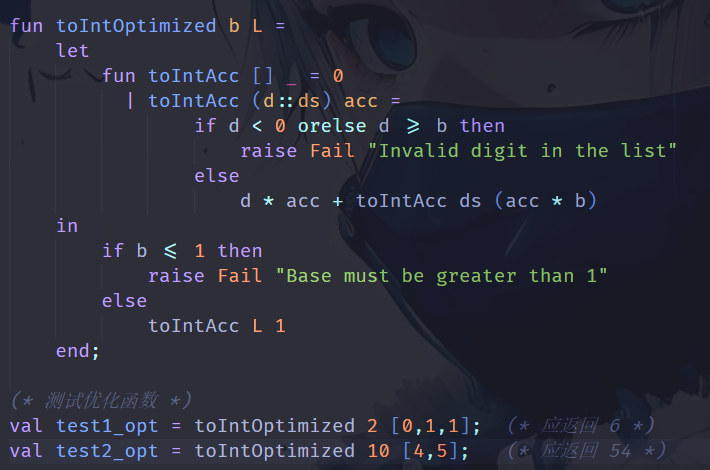 fun toIntOptimized b L =
    let
        fun toIntAcc [] _ = 0
          | toIntAcc (d::ds) acc =
                if d < 0 orelse d >= b then
                    raise Fail "Invalid digit in the list"
                else
                    d * acc + toIntAcc ds (acc * b)
    in
        if b <= 1 then
            raise Fail "Base must be greater than 1"
        else
            toIntAcc L 1
    end;

(* 测试优化函数 *)
val test1_opt = toIntOptimized 2 [0,1,1];  (* 应返回 6 *)
val test2_opt = toIntOptimized 10 [4,5];   (* 应返回 54 *)